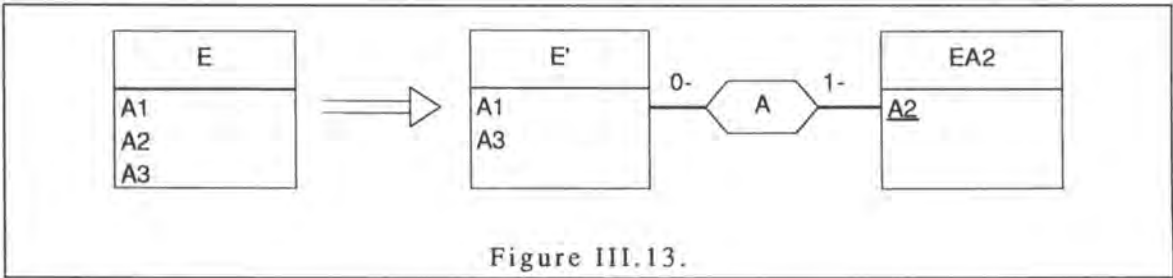 E
A1
A2
A3
E'
A1
A3
0-
A
1-
EA2
A2
Figure III.13.